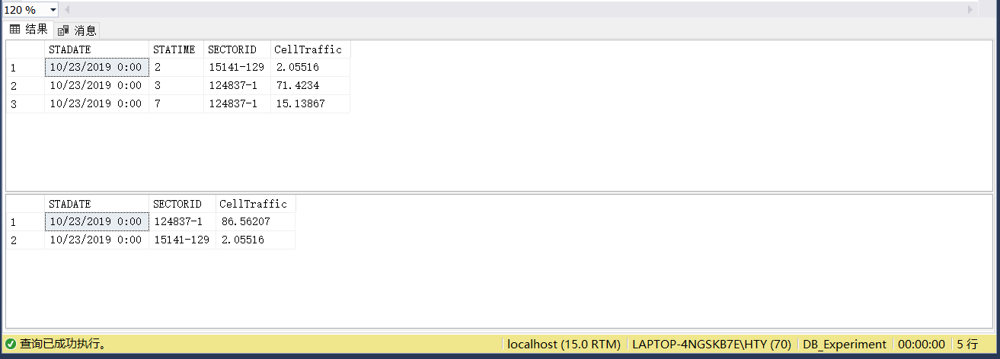 120 %
结果 消息
STADATE STATIME SECTORID CellTraffic
1 10/23/2019 0:00 2 15141-129 2.05516
2 10/23/2019 0:00 3 124837-1 71.4234
3 10/23/2019 0:00 7 124837-1 15.13867
STADATE SECTORID CellTraffic
1 10/23/2019 0:00 124837-1 86.56207
2 10/23/2019 0:00 15141-129 2.05516
查询已成功执行。 localhost (15.0 RTM) LAPTOP-4NGSKB7E\HTY (70) DB_Experiment 00:00:00 5 行